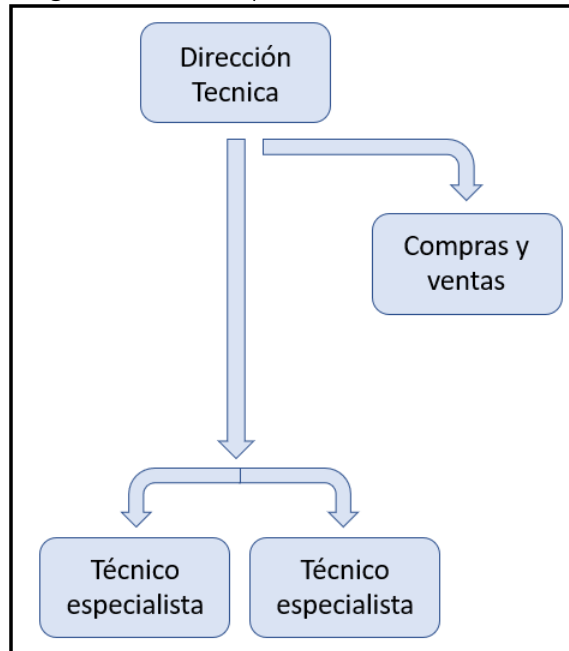 Dirección
Tecnica
Compras y
ventas
Técnico
especialista
Técnico
especialista